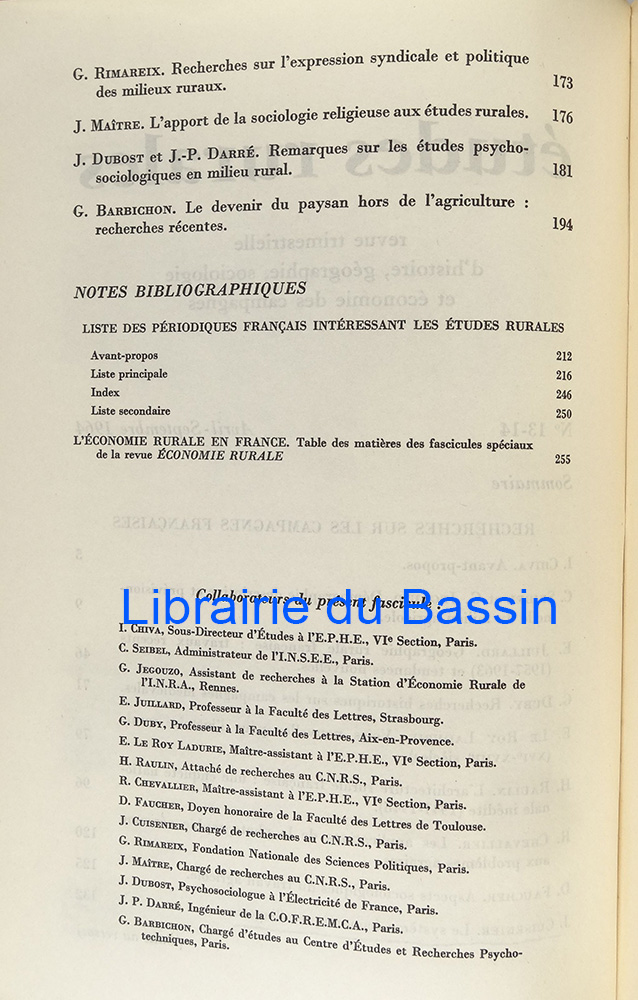 G. RIMAREIX. Recherches sur l'expression syndicale et politique
des milieux ruraux. 173
J. MAÎTRE. L'apport de la sociologie religieuse aux études rurales. 176
J. DUBOST et J.-P. DARRÉ. Remarques sur les études psycho-
sociologiques en milieu rural. 181
G. BARBICHON. Le devenir du paysan hors de l'agriculture :
recherches récentes. 194
NOTES BIBLIOGRAPHIQUES
LISTE DES PÉRIODIQUES FRANÇAIS INTÉRESSANT LES ÉTUDES RURALES
Avant-propos 212
Liste principale 216
Index 246
Liste secondaire 250
L'ÉCONOMIE RURALE EN FRANCE. Table des matières des fascicules spéciaux
de la revue ÉCONOMIE RURALE 255
Collaborateurs du présent fascicule :
Librairie du Bassin
I. CHIVA, Sous-Directeur d'Études à l'E.P.H.E., VIe Section, Paris.
C. SEIBEL, Administrateur de l'I.N.S.E.E., Paris.
G. JEGOUZO, Assistant de recherches à la Station d'Économie Rurale de
l'I.N.R.A., Rennes.
E. JUILLARD, Professeur à la Faculté des Lettres, Strasbourg.
G. DUBY, Professeur à la Faculté des Lettres, Aix-en-Provence.
E. LE ROY LADURIE, Maître-assistant à l'E.P.H.E., VIe Section, Paris.
H. RAULIN, Attaché de recherches au C.N.R.S., Paris.
R. CHEVALLIER, Maître-assistant à l'E.P.H.E., VIe Section, Paris.
D. FAUCHER, Doyen honoraire de la Faculté des Lettres de Toulouse.
J. CUISENIER, Chargé de recherches au C.N.R.S., Paris.
G. RIMAREIX, Fondation Nationale des Sciences Politiques, Paris.
J. MAÎTRE, Chargé de recherches au C.N.R.S., Paris.
J. DUBOST, Psychosociologue à l'Électricité de France, Paris.
J. P. DARRÉ, Ingénieur de la C.O.F.R.E.M.C.A., Paris.
G. BARBICHON, Chargé d'études au Centre d'Études et Recherches Psycho-
techniques, Paris.